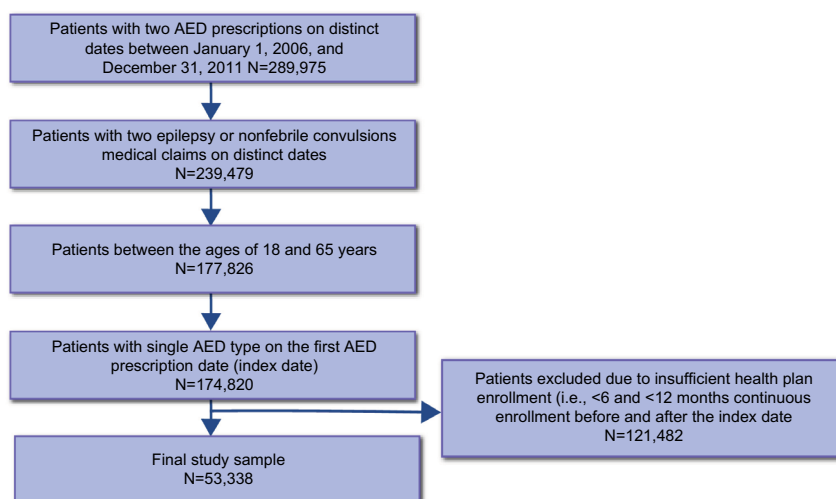 Patients with two AED prescriptions on distinct
dates between January 1, 2006, and
December 31, 2011 N=289,975
Patients with two epilepsy or nonfebrile convulsions
medical claims on distinct dates
N=239,479
Patients between the ages of 18 and 65 years
N=177,826
Patients with single AED type on the first AED
prescription date (index date)
N=174,820
Patients excluded due to insufficient health plan
enrollment (i.e., <6 and <12 months continuous
enrollment before and after the index date
N=121,482
Final study sample
N=53,338